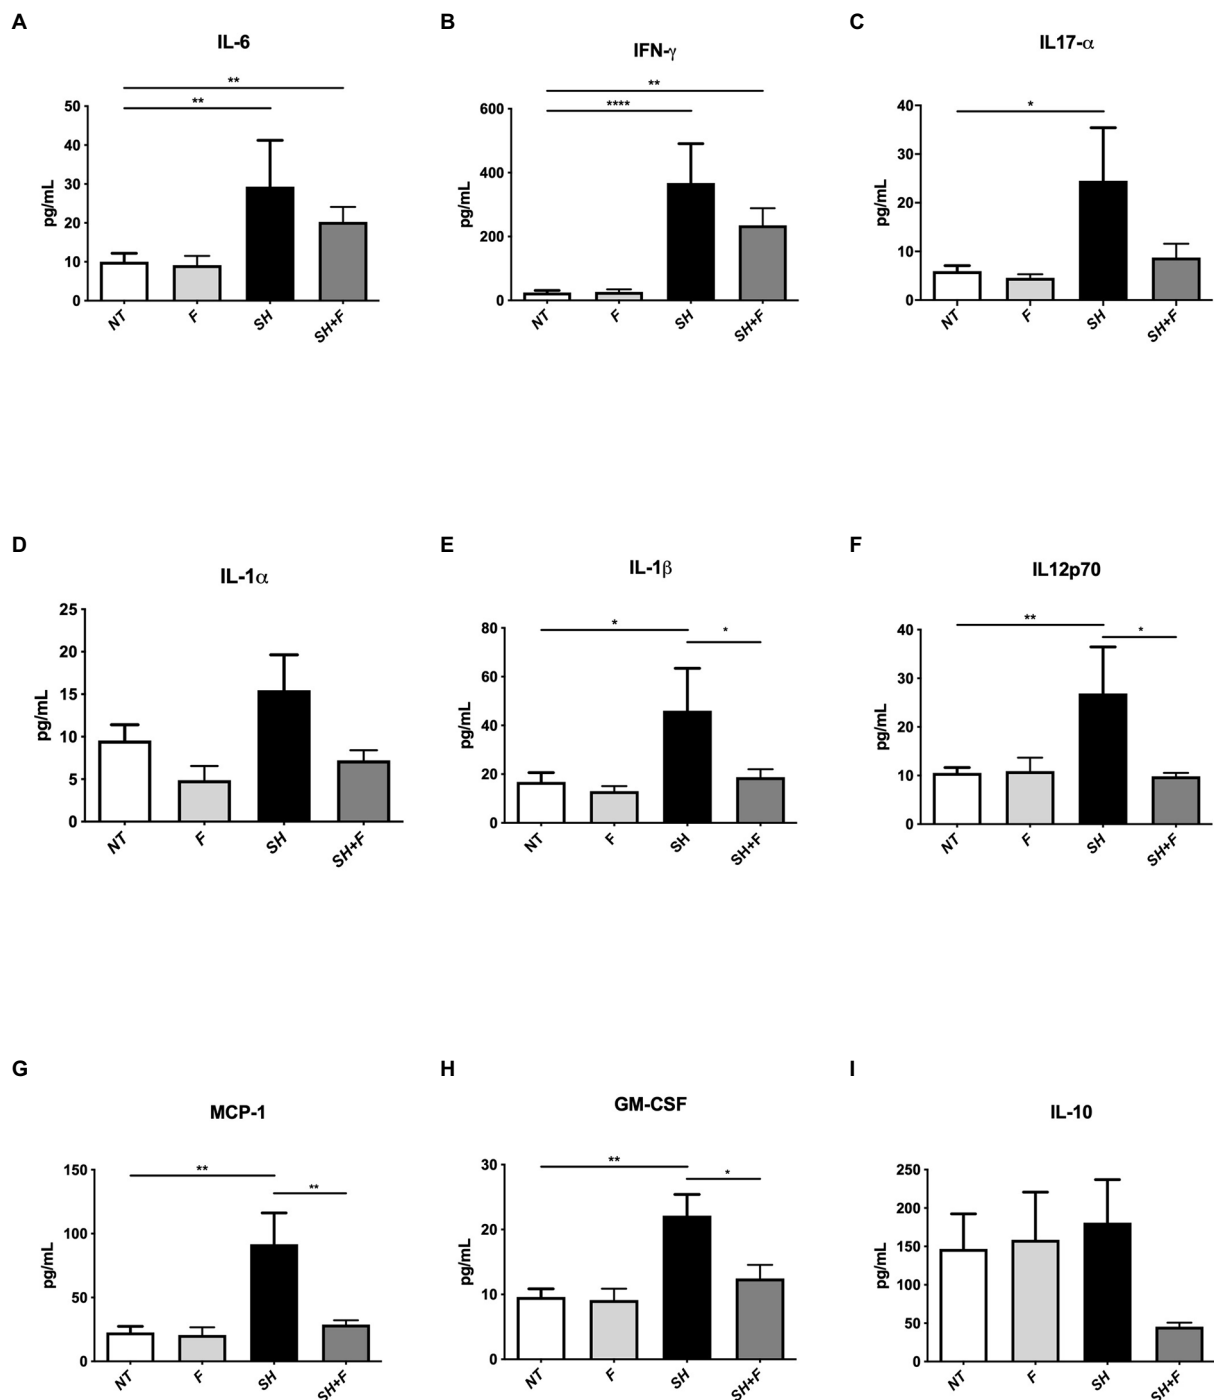 A
IL-6
**
**
pg/mL
50
40
30
20
10
0
NT
F
SH
SH+F
B
IFN-γ
**
****
pg/mL
600
400
200
0
NT
F
SH
SH+F
C
IL17-α
*
pg/mL
40
30
20
10
0
NT
F
SH
SH+F
D
IL-1α
pg/mL
25
20
15
10
5
0
NT
F
SH
SH+F
E
IL-1β
*
*
pg/mL
80
60
40
20
0
NT
F
SH
SH+F
F
IL12p70
**
*
pg/mL
40
30
20
10
0
NT
F
SH
SH+F
G
MCP-1
**
**
pg/mL
150
100
50
0
NT
F
SH
SH+F
H
GM-CSF
**
*
pg/mL
30
20
10
0
NT
F
SH
SH+F
I
IL-10
pg/mL
250
200
150
100
50
0
NT
F
SH
SH+F